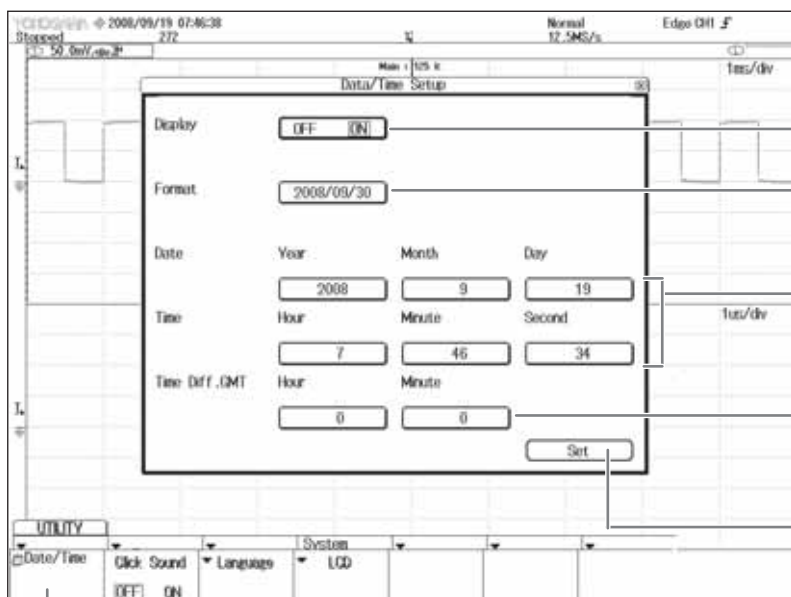 YOKOGAWA 2008/09/19 07:46:38 Normal Edge CH1
Stopped 272 12.5MS/s
50.0mV
Main : 125 k 1ms/div
Data/Time Setup
Display OFF ON
Format 2008/09/30
Date Year Month Day
2008 9 19
Time Hour Minute Second 1us/div
7 46 34
Time Diff.GMT Hour Minute
0 0
Set
UTILITY
System
Date/Time Click Sound Language LCD
OFF ON